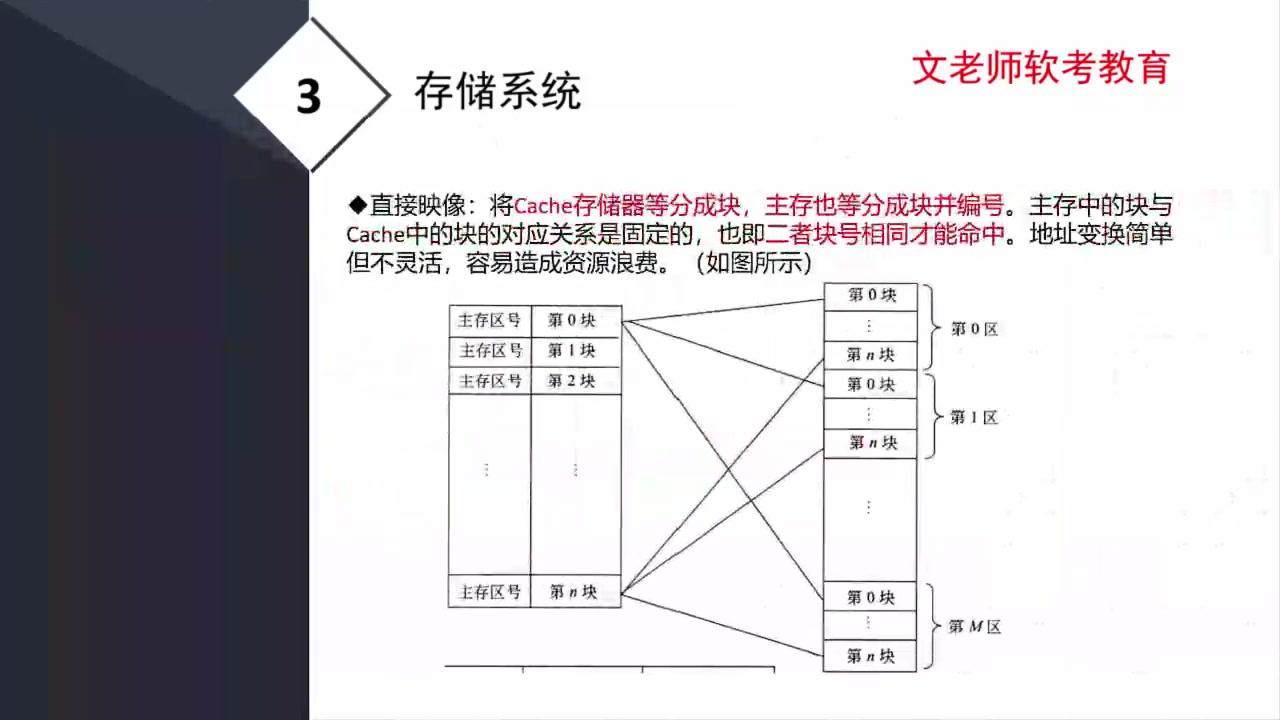 3
存储系统
文老师软考教育
◆直接映像：将Cache存储器等分成块，主存也等分成块并编号。主存中的块与
Cache中的块的对应关系是固定的，也即二者块号相同才能命中。地址变换简单
但不灵活，容易造成资源浪费。（如图所示）
主存区号 第0块
主存区号 第1块
主存区号 第2块
⋮ ⋮
主存区号 第n块
第0块
⋮
第n块
第0区
第0块
⋮
第n块
第1区
⋮
第0块
⋮
第n块
第M区